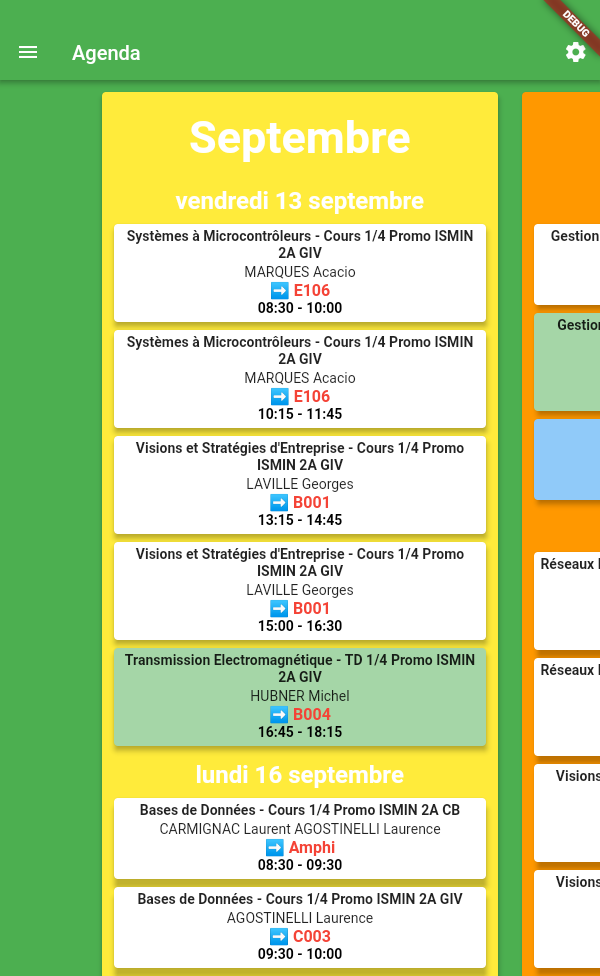 DEBUG
Agenda
Septembre
vendredi 13 septembre
Systèmes à Microcontrôleurs - Cours 1/4 Promo ISMIN
2A GIV
MARQUES Acacio
➡ E106
08:30 - 10:00
Systèmes à Microcontrôleurs - Cours 1/4 Promo ISMIN
2A GIV
MARQUES Acacio
➡ E106
10:15 - 11:45
Visions et Stratégies d'Entreprise - Cours 1/4 Promo
ISMIN 2A GIV
LAVILLE Georges
➡ B001
13:15 - 14:45
Visions et Stratégies d'Entreprise - Cours 1/4 Promo
ISMIN 2A GIV
LAVILLE Georges
➡ B001
15:00 - 16:30
Transmission Electromagnétique - TD 1/4 Promo ISMIN
2A GIV
HUBNER Michel
➡ B004
16:45 - 18:15
lundi 16 septembre
Bases de Données - Cours 1/4 Promo ISMIN 2A CB
CARMIGNAC Laurent AGOSTINELLI Laurence
➡ Amphi
08:30 - 09:30
Bases de Données - Cours 1/4 Promo ISMIN 2A GIV
AGOSTINELLI Laurence
➡ C003
09:30 - 10:00
Gestion
Gestion
Réseaux
Réseaux
Visions
Visions